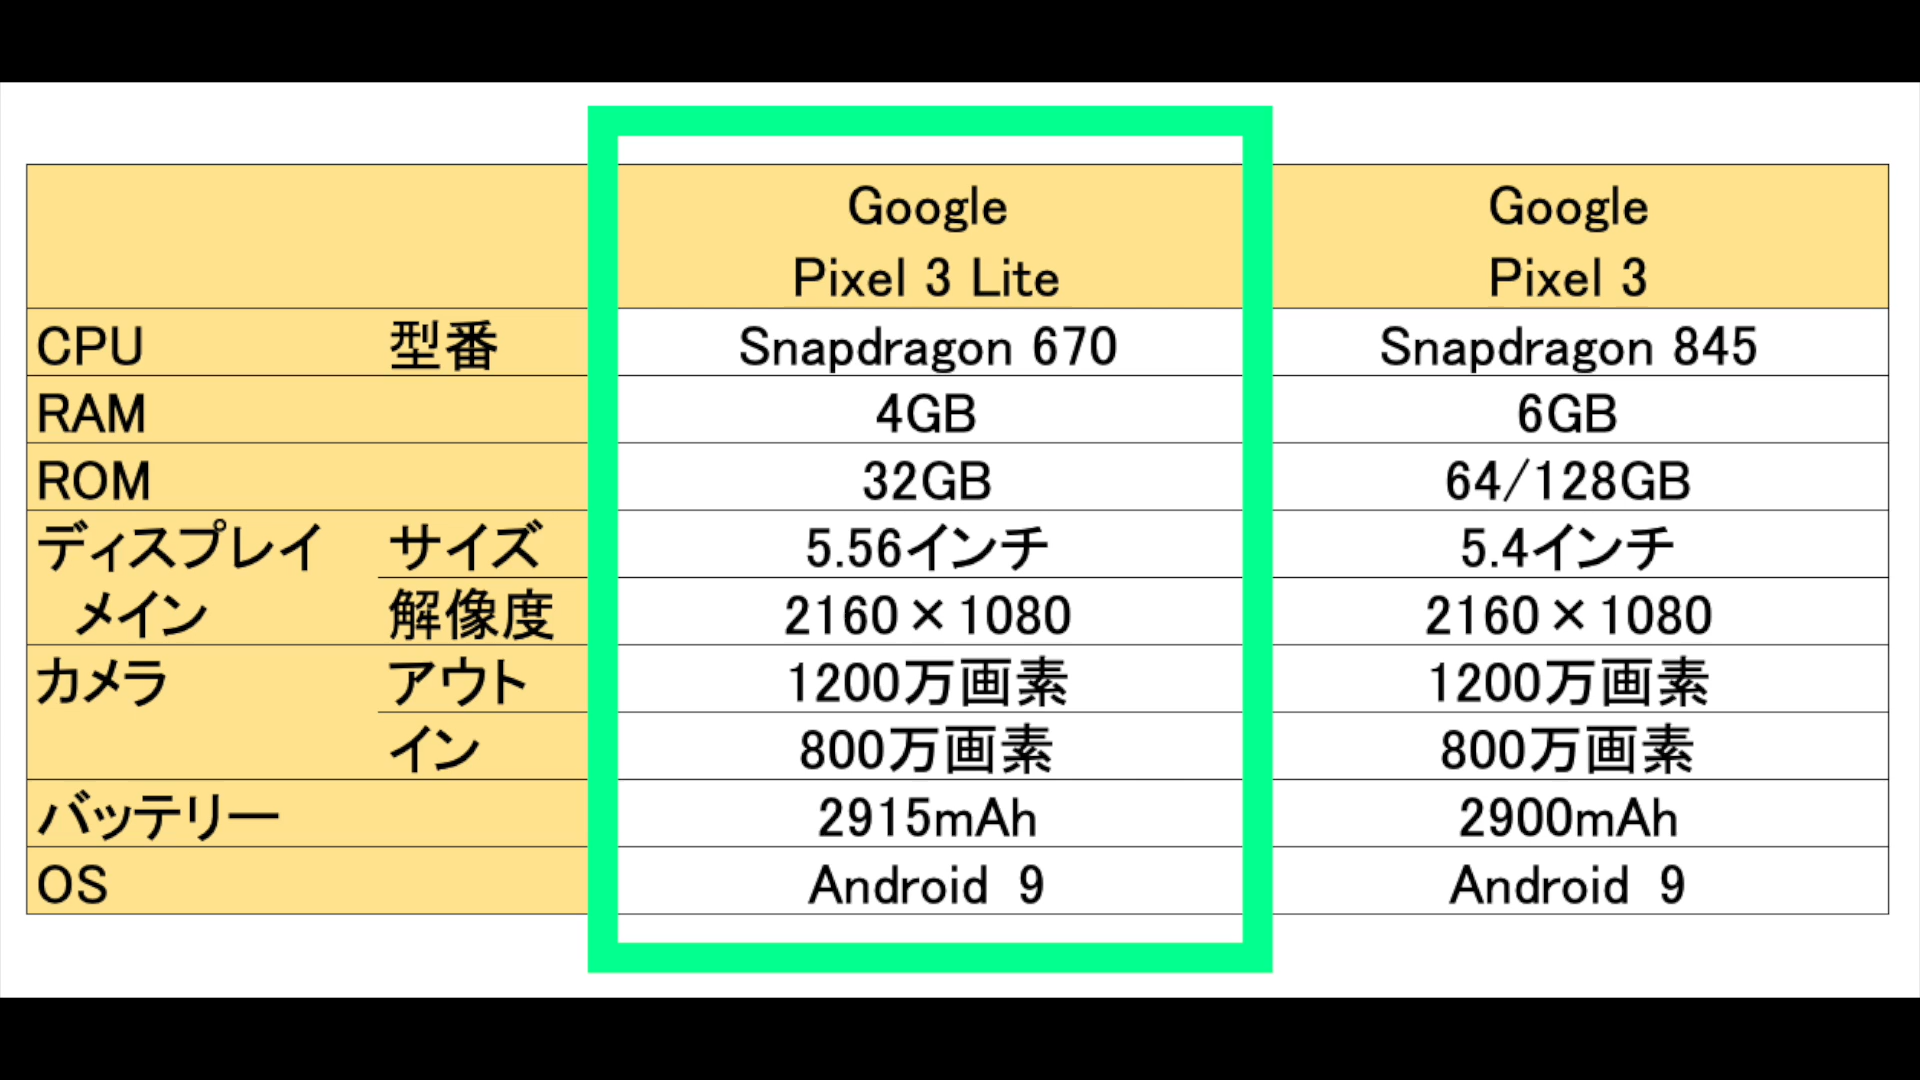 Google Google
Pixel 3 Lite Pixel 3
CPU 型番 Snapdragon 670 Snapdragon 845
RAM 4GB 6GB
ROM 32GB 64/128GB
ディスプレイ サイズ 5.56インチ 5.4インチ
メイン 解像度 2160×1080 2160×1080
カメラ アウト 1200万画素 1200万画素
イン 800万画素 800万画素
バッテリー 2915mAh 2900mAh
OS Android 9 Android 9